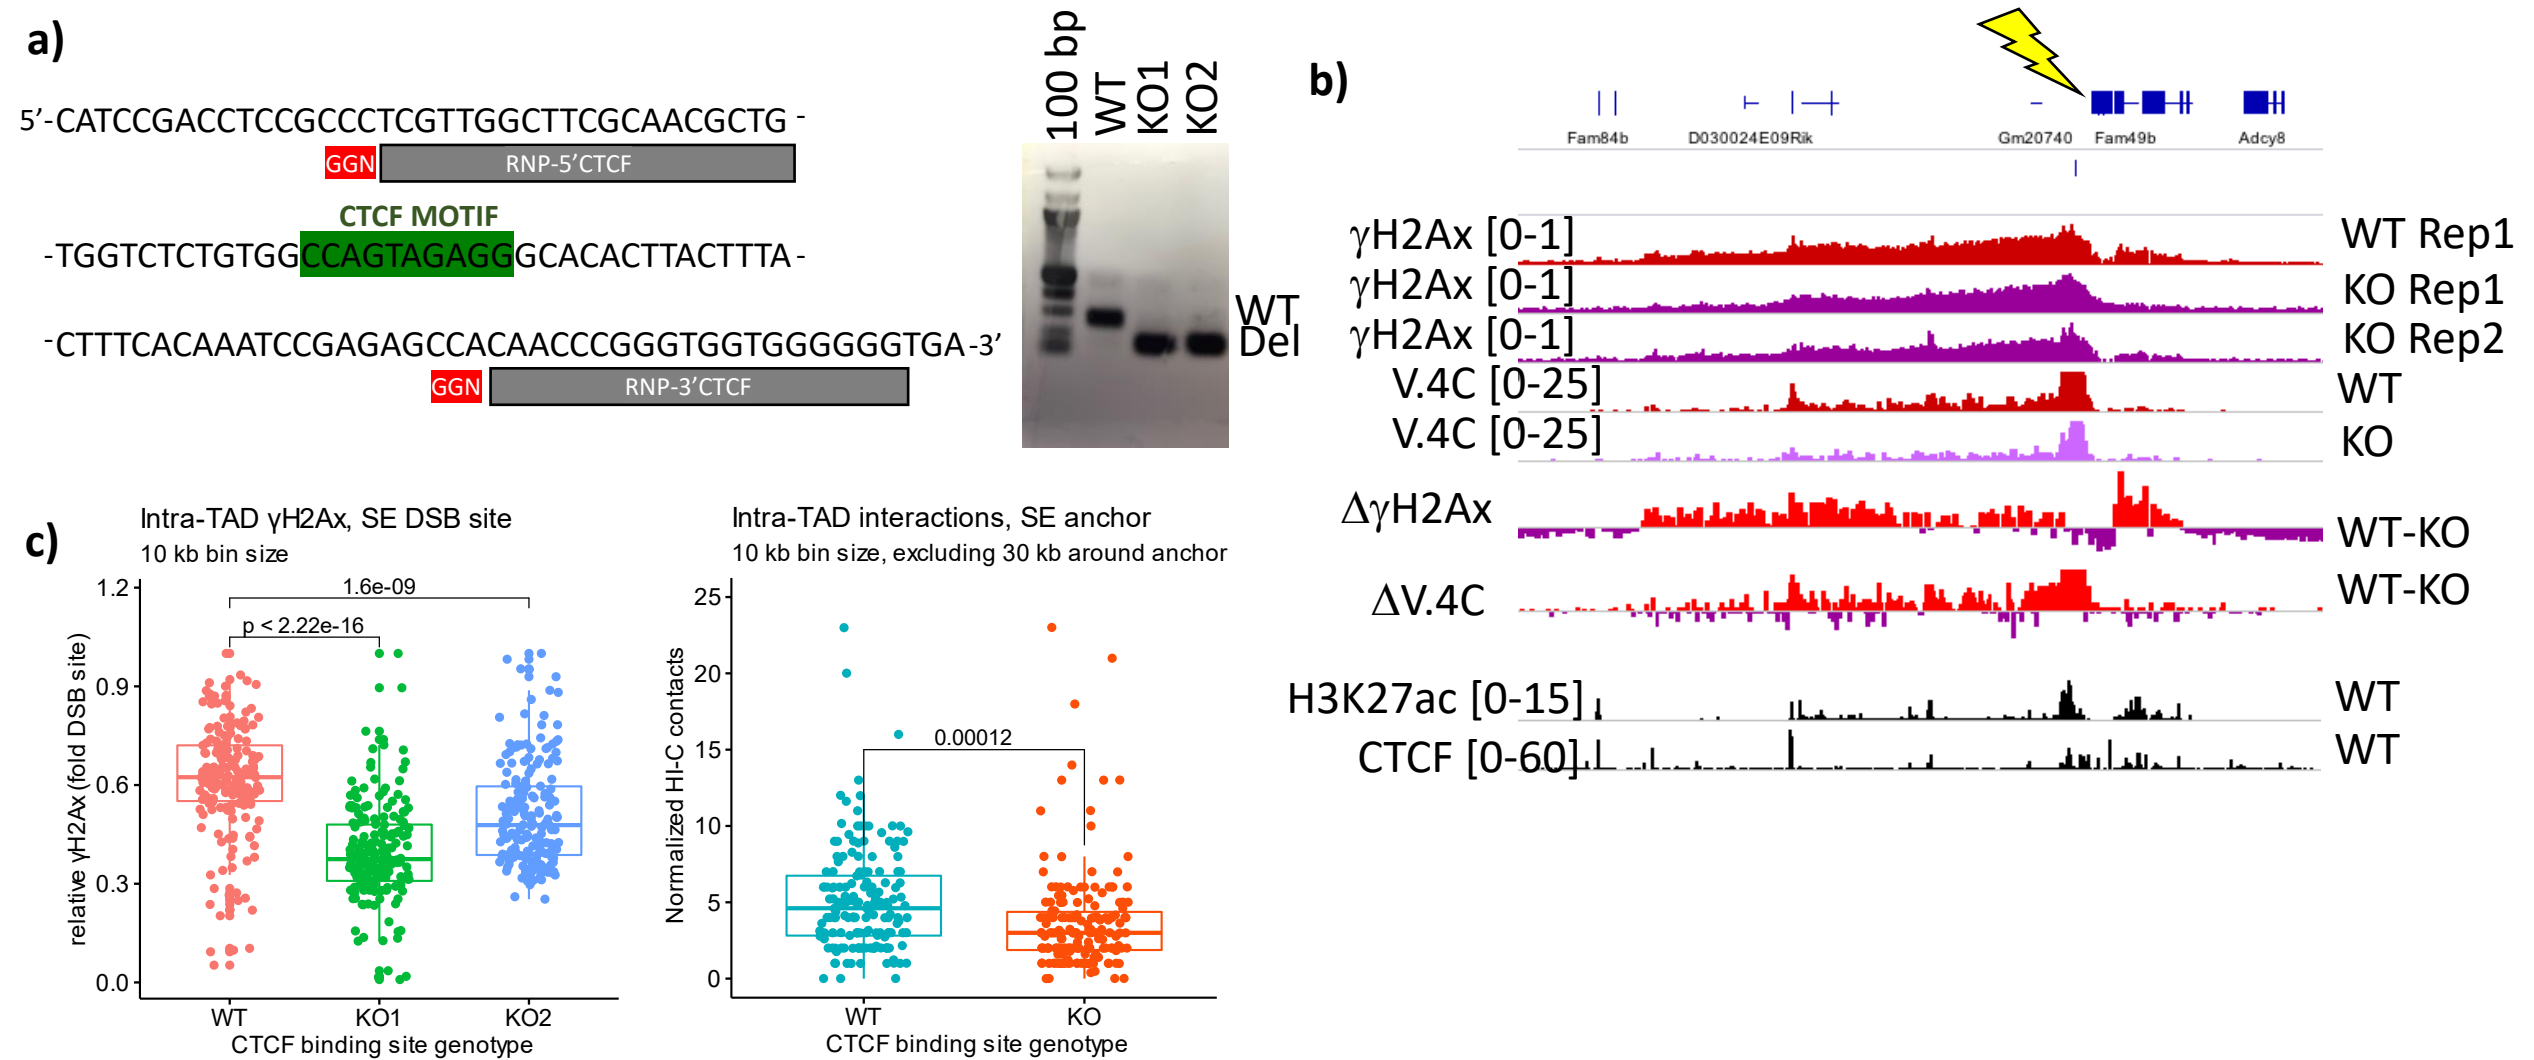 a)
5’-CATCCGACCTCCGCCCTCGTTGGCTTCGCAACGCTG -
GGN RNP-5’CTCF
CTCF MOTIF
-TGGTCTCTGTGGCCAGTAGAGGGCACACTTACTTTA-
-CTTTCACAAATCCGAGAGCCACAACCCGGGTGGTGGGGGGTGA-3’
GGN RNP-3’CTCF
100 bp
WT
KO1
KO2
WT
Del
b)
Fam84b D030024E09Rik Gm20740 Fam49b Adcy8
γH2Ax [0-1] WT Rep1
γH2Ax [0-1] KO Rep1
γH2Ax [0-1] KO Rep2
V.4C [0-25] WT
V.4C [0-25] KO
ΔγH2Ax WT-KO
ΔV.4C WT-KO
H3K27ac [0-15] WT
CTCF [0-60] WT
c)
Intra-TAD γH2Ax, SE DSB site
10 kb bin size
relative γH2Ax (fold DSB site)
1.2
0.9
0.6
0.3
0.0
1.6e-09
p < 2.22e-16
WT KO1 KO2
CTCF binding site genotype
Intra-TAD interactions, SE anchor
10 kb bin size, excluding 30 kb around anchor
Normalized HI-C contacts
25
20
15
10
5
0
0.00012
WT KO
CTCF binding site genotype